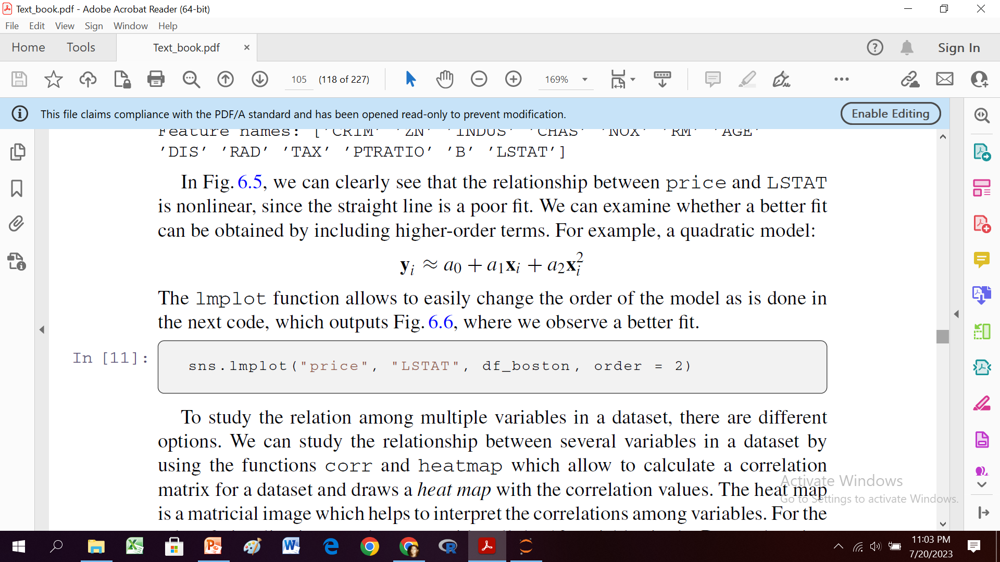 Text_book.pdf - Adobe Acrobat Reader (64-bit)
File Edit View Sign Window Help
Home Tools Text_book.pdf × Sign In
105 (118 of 227) 169%
This file claims compliance with the PDF/A standard and has been opened read-only to prevent modification. Enable Editing
Feature names: ['CRIM' 'ZN' 'INDUS' 'CHAS' 'NOX' 'RM' 'AGE'
'DIS' 'RAD' 'TAX' 'PTRATIO' 'B' 'LSTAT']
In Fig. 6.5, we can clearly see that the relationship between price and LSTAT
is nonlinear, since the straight line is a poor fit. We can examine whether a better fit
can be obtained by including higher-order terms. For example, a quadratic model:
yᵢ ≈ a₀ + a₁xᵢ + a₂xᵢ²
The lmplot function allows to easily change the order of the model as is done in
the next code, which outputs Fig. 6.6, where we observe a better fit.
In [11]:
sns.lmplot("price", "LSTAT", df_boston, order = 2)
To study the relation among multiple variables in a dataset, there are different
options. We can study the relationship between several variables in a dataset by
using the functions corr and heatmap which allow to calculate a correlation
matrix for a dataset and draws a heat map with the correlation values. The heat map
is a matricial image which helps to interpret the correlations among variables. For the
Activate Windows
Go to Settings to activate Windows.
11:03 PM
7/20/2023